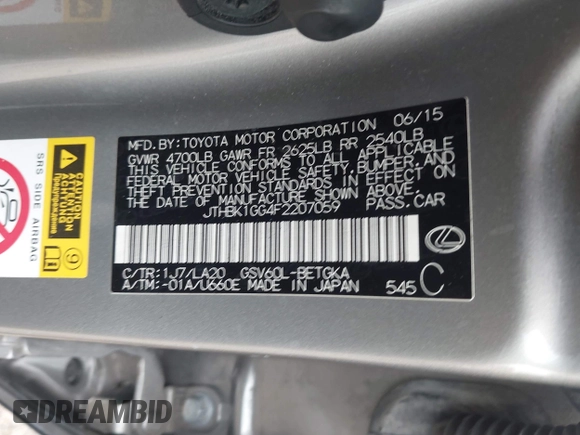 MFD. BY: TOYOTA MOTOR CORPORATION 06/15
GVWR 4700LB GAWR FR 2625LB RR 2540LB
THIS VEHICLE CONFORMS TO ALL APPLICABLE
FEDERAL MOTOR VEHICLE SAFETY, BUMPER, AND
THEFT PREVENTION STANDARDS IN EFFECT ON
THE DATE OF MANUFACTURE SHOWN ABOVE.
JTHBK1GG4F2207059 PASS. CAR
C/TR: 1J7/LA20 GSV60L-BETGKA
A/TM: -01A/U660E MADE IN JAPAN 545 C
SRS SIDE AIRBAG
CAUTION
ACHTUNG
9
DREAMBID